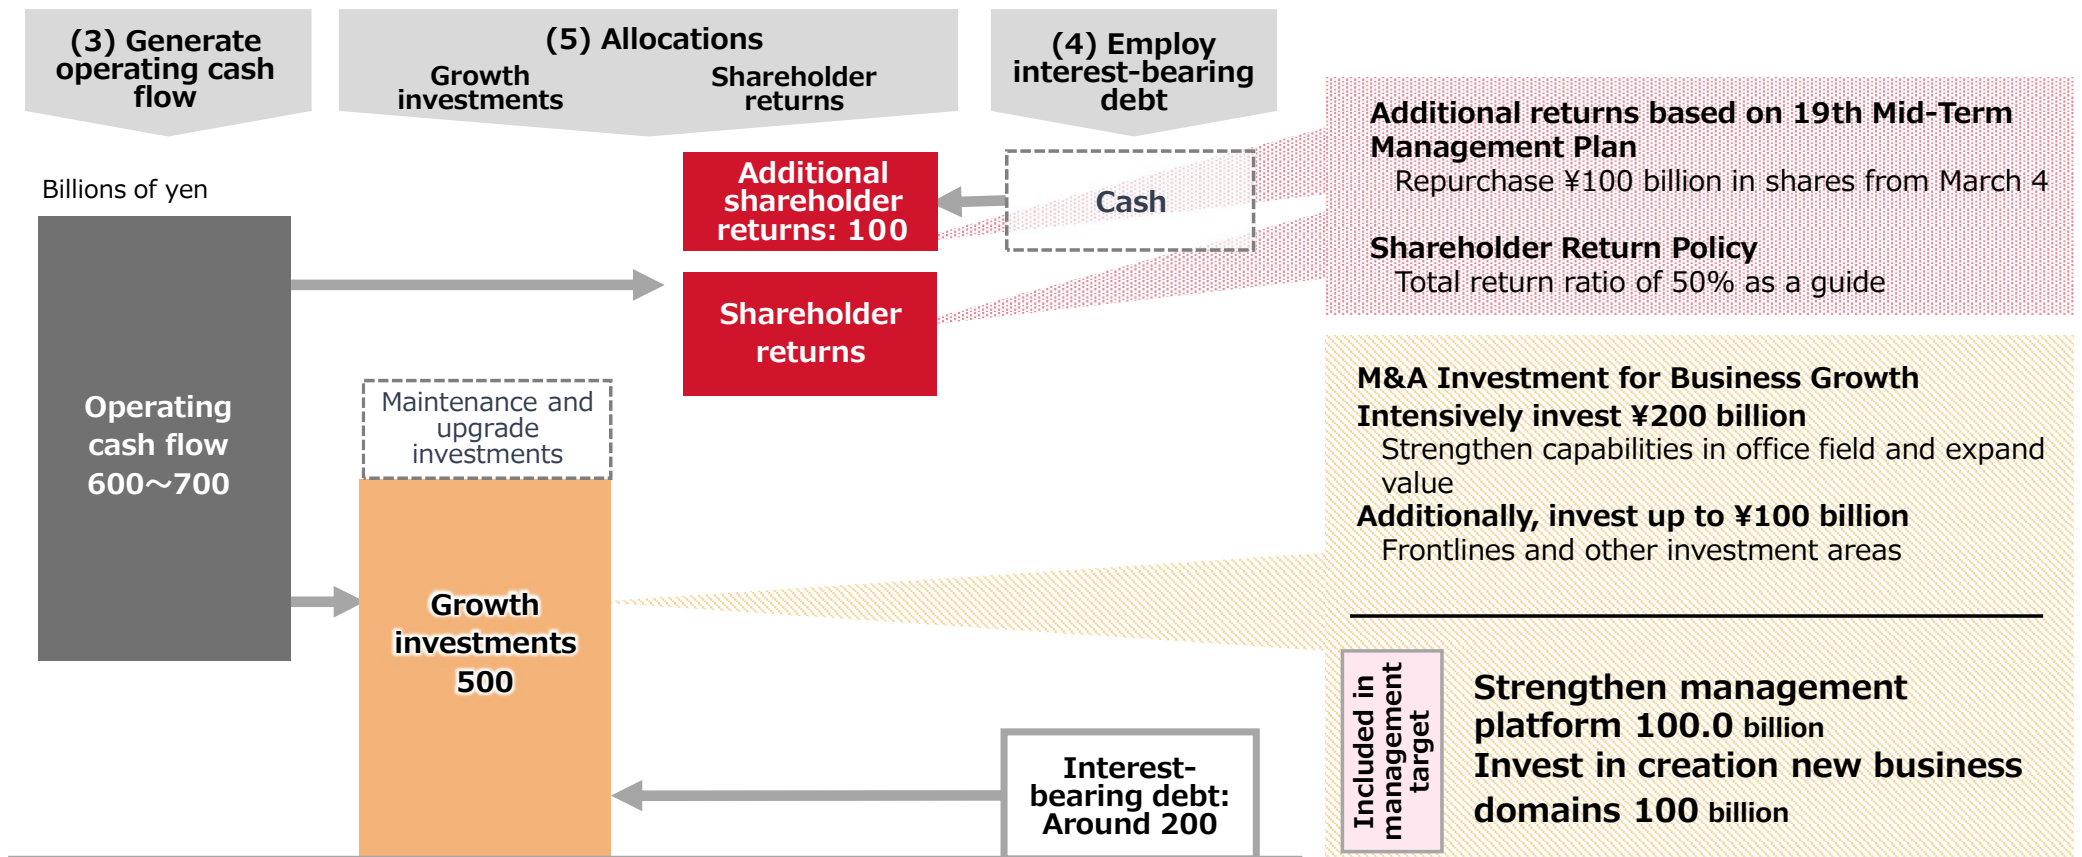 (3) Generate
operating cash
flow
(5) Allocations
Growth
investments
Shareholder
returns
(4) Employ
interest-bearing
debt
Billions of yen
Operating
cash flow
600～700
Maintenance and
upgrade
investments
Growth
investments
500
Additional
shareholder
returns: 100
Shareholder
returns
Cash
Interest-
bearing debt:
Around 200
Additional returns based on 19th Mid-Term
Management Plan
Repurchase ¥100 billion in shares from March 4
Shareholder Return Policy
Total return ratio of 50% as a guide
M&A Investment for Business Growth
Intensively invest ¥200 billion
Strengthen capabilities in office field and expand
value
Additionally, invest up to ¥100 billion
Frontlines and other investment areas
Included in
management
target
Strengthen management
platform 100.0 billion
Invest in creation new business
domains 100 billion